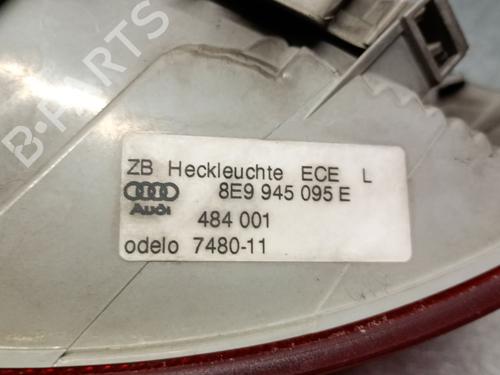 B-PARTS
ZB Heckleuchte ECE L
Audi 8E9 945 095 E
484 001
odelo 7480-11